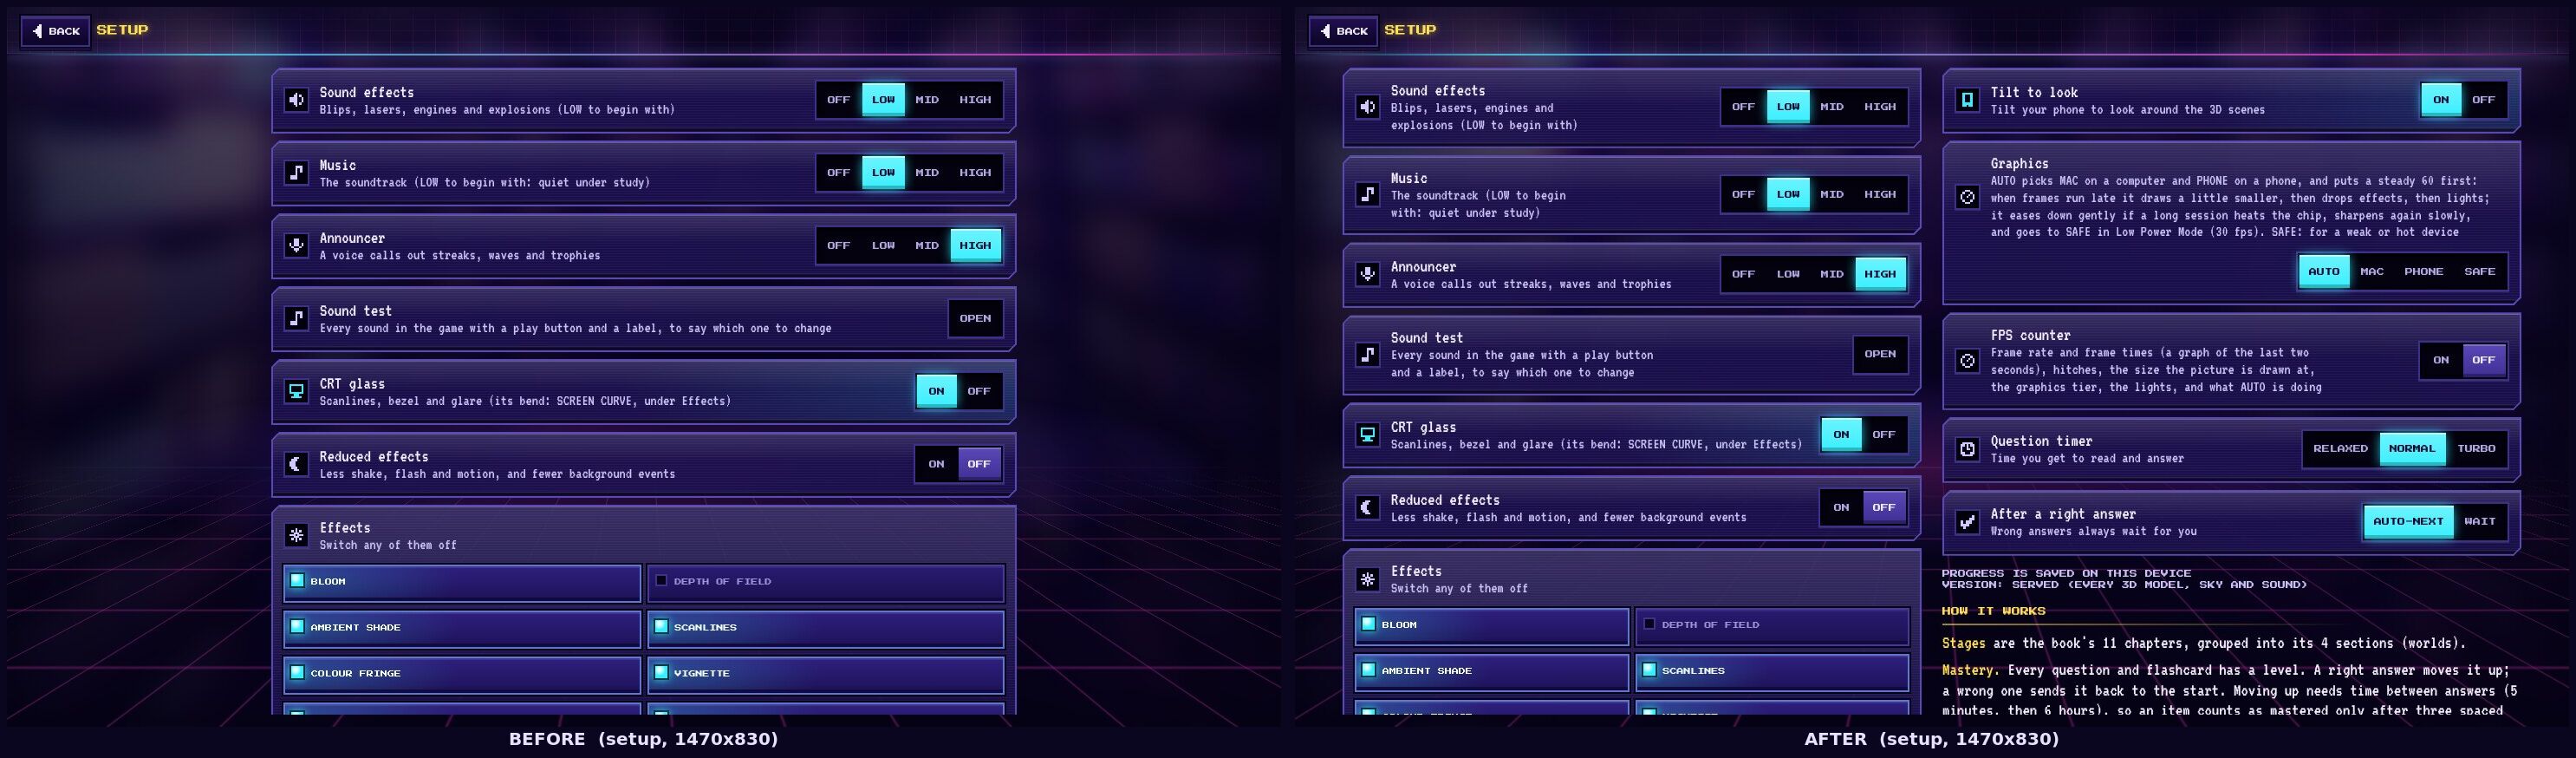 BACK SETUP
Sound effects
Blips, lasers, engines and explosions (LOW to begin with)
OFF LOW MID HIGH
Music
The soundtrack (LOW to begin with: quiet under study)
OFF LOW MID HIGH
Announcer
A voice calls out streaks, waves and trophies
OFF LOW MID HIGH
Sound test
Every sound in the game with a play button and a label, to say which one to change
OPEN
CRT glass
Scanlines, bezel and glare (its bend: SCREEN CURVE, under Effects)
ON OFF
Reduced effects
Less shake, flash and motion, and fewer background events
ON OFF
Effects
Switch any of them off
BLOOM DEPTH OF FIELD
AMBIENT SHADE SCANLINES
COLOUR FRINGE VIGNETTE
BEFORE (setup, 1470x830)
BACK SETUP
Sound effects
Blips, lasers, engines and
explosions (LOW to begin with)
OFF LOW MID HIGH
Music
The soundtrack (LOW to begin
with: quiet under study)
OFF LOW MID HIGH
Announcer
A voice calls out streaks, waves and trophies
OFF LOW MID HIGH
Sound test
Every sound in the game with a play button
and a label, to say which one to change
OPEN
CRT glass
Scanlines, bezel and glare (its bend: SCREEN CURVE, under Effects)
ON OFF
Reduced effects
Less shake, flash and motion, and fewer background events
ON OFF
Effects
Switch any of them off
BLOOM DEPTH OF FIELD
AMBIENT SHADE SCANLINES
Tilt to look
Tilt your phone to look around the 3D scenes
ON OFF
Graphics
AUTO picks MAC on a computer and PHONE on a phone, and puts a steady 60 first:
when frames run late it draws a little smaller, then drops effects, then lights;
it eases down gently if a long session heats the chip, sharpens again slowly,
and goes to SAFE in Low Power Mode (30 fps). SAFE: for a weak or hot device
AUTO MAC PHONE SAFE
FPS counter
Frame rate and frame times (a graph of the last two
seconds), hitches, the size the picture is drawn at,
the graphics tier, the lights, and what AUTO is doing
ON OFF
Question timer
Time you get to read and answer
RELAXED NORMAL TURBO
After a right answer
Wrong answers always wait for you
AUTO-NEXT WAIT
PROGRESS IS SAVED ON THIS DEVICE
VERSION: SERVED (EVERY 3D MODEL, SKY AND SOUND)
HOW IT WORKS
Stages are the book's 11 chapters, grouped into its 4 sections (worlds).
Mastery. Every question and flashcard has a level. A right answer moves it up;
a wrong one sends it back to the start. Moving up needs time between answers (5
minutes, then 6 hours), so an item counts as mastered only after three spaced
AFTER (setup, 1470x830)